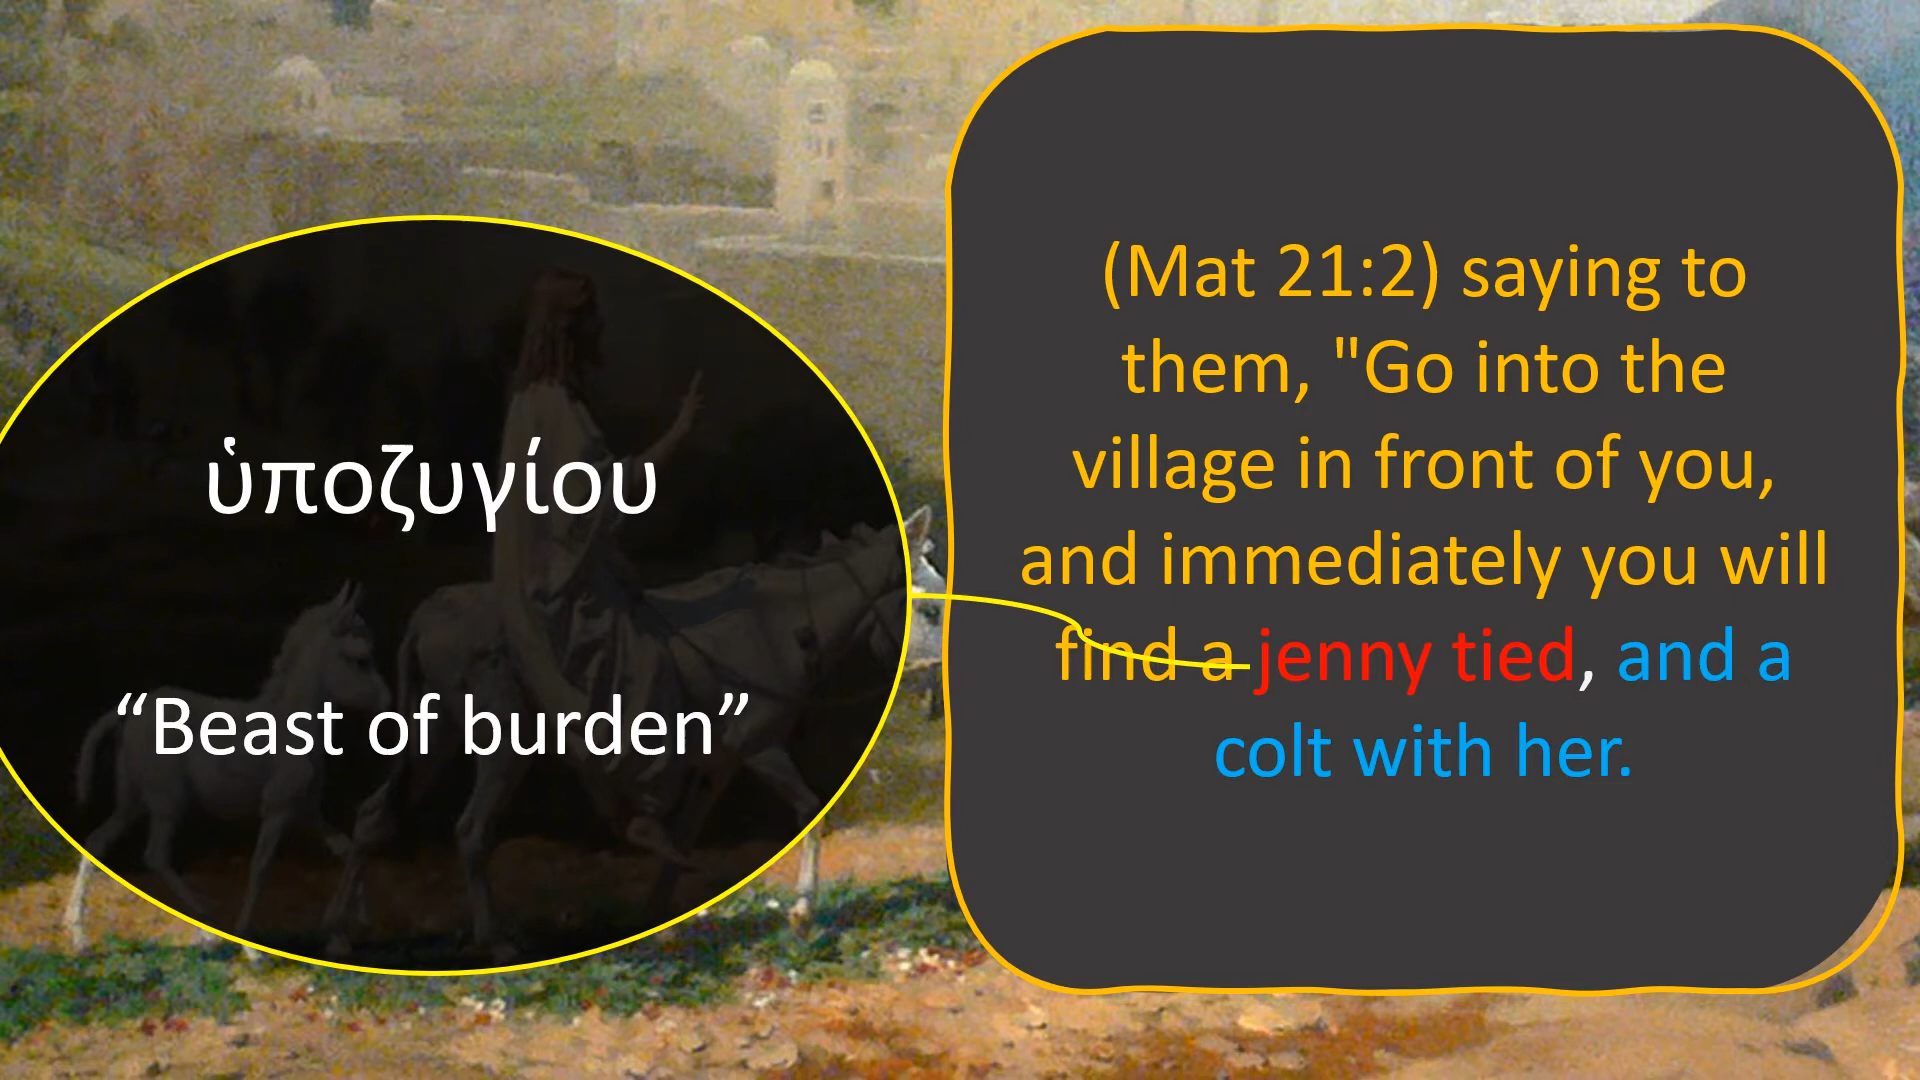 ὑποζυγίου
“Beast of burden”
(Mat 21:2) saying to
them, "Go into the
village in front of you,
and immediately you will
find a jenny tied, and a
colt with her.